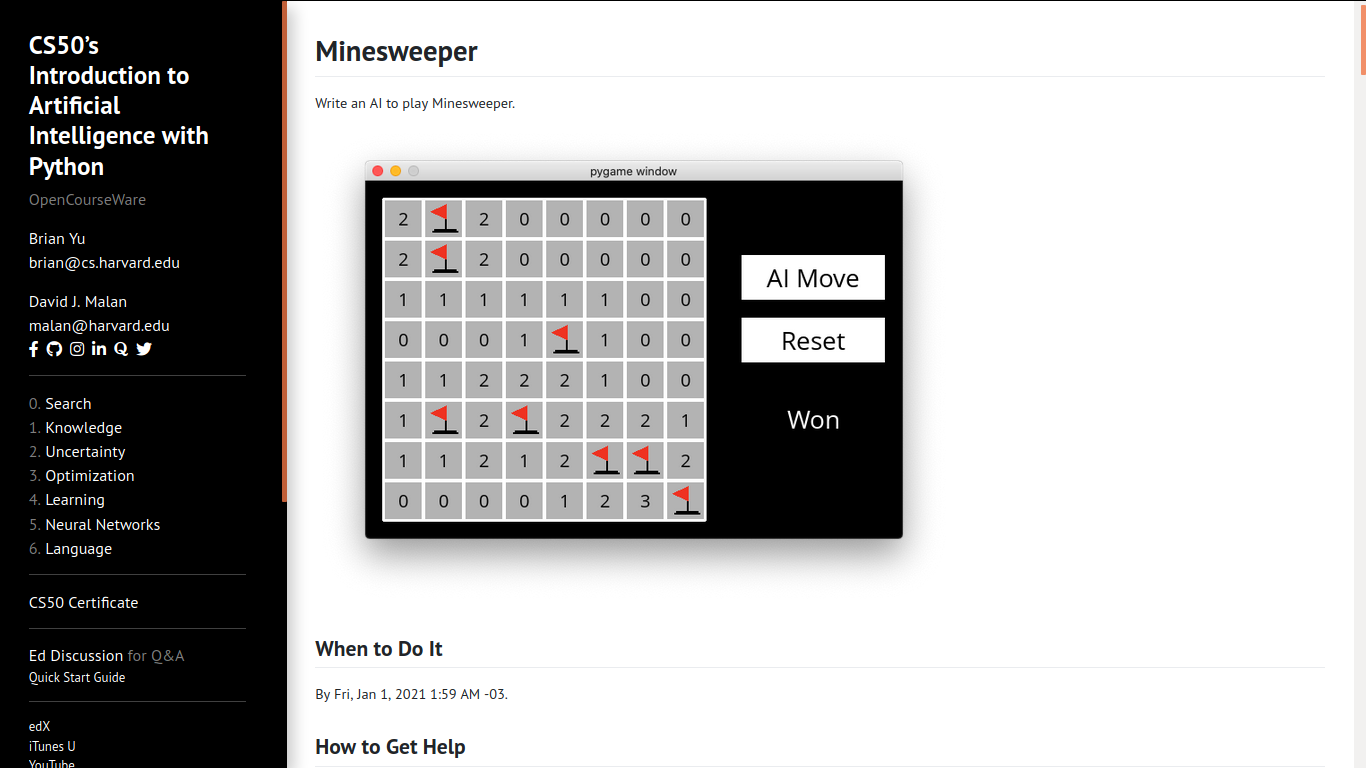 CS50’s
Introduction to
Artificial
Intelligence with
Python
OpenCourseWare
Brian Yu
brian@cs.harvard.edu
David J. Malan
malan@harvard.edu
0. Search
1. Knowledge
2. Uncertainty
3. Optimization
4. Learning
5. Neural Networks
6. Language
CS50 Certificate
Ed Discussion for Q&A
Quick Start Guide
edX
iTunes U
YouTube
Minesweeper
Write an AI to play Minesweeper.
pygame window
2 2 0 0 0 0 0
2 2 0 0 0 0 0
1 1 1 1 1 1 0 0
0 0 0 1 1 0 0
1 1 2 2 2 1 0 0
1 2 2 2 2 1
1 1 2 1 2 2
0 0 0 0 1 2 3
AI Move
Reset
Won
When to Do It
By Fri, Jan 1, 2021 1:59 AM -03.
How to Get Help